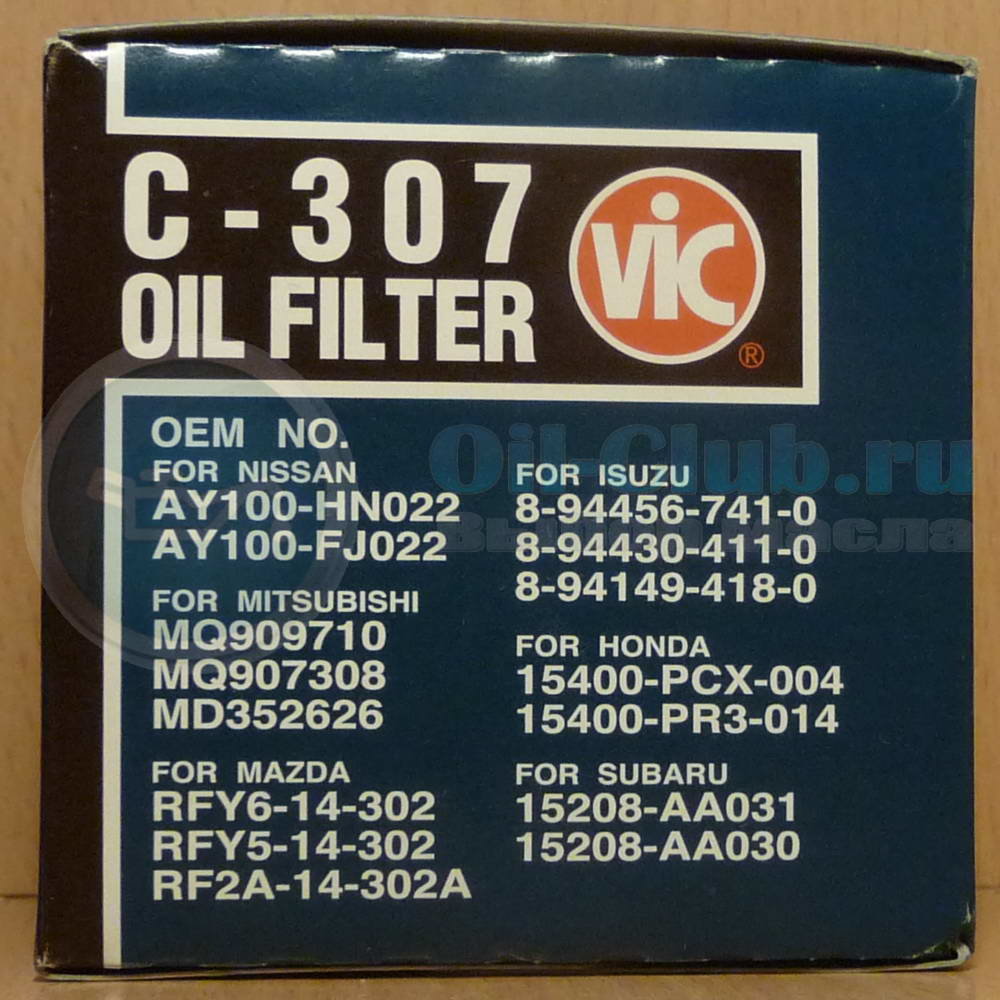 C-307
OIL FILTER
ViC
®
OEM NO.
FOR NISSAN
AY100-HN022
AY100-FJ022
FOR MITSUBISHI
MQ909710
MQ907308
MD352626
FOR MAZDA
RFY6-14-302
RFY5-14-302
RF2A-14-302A
FOR ISUZU
8-94456-741-0
8-94430-411-0
8-94149-418-0
FOR HONDA
15400-PCX-004
15400-PR3-014
FOR SUBARU
15208-AA031
15208-AA030
Oil-Club.ru
Выбор масла